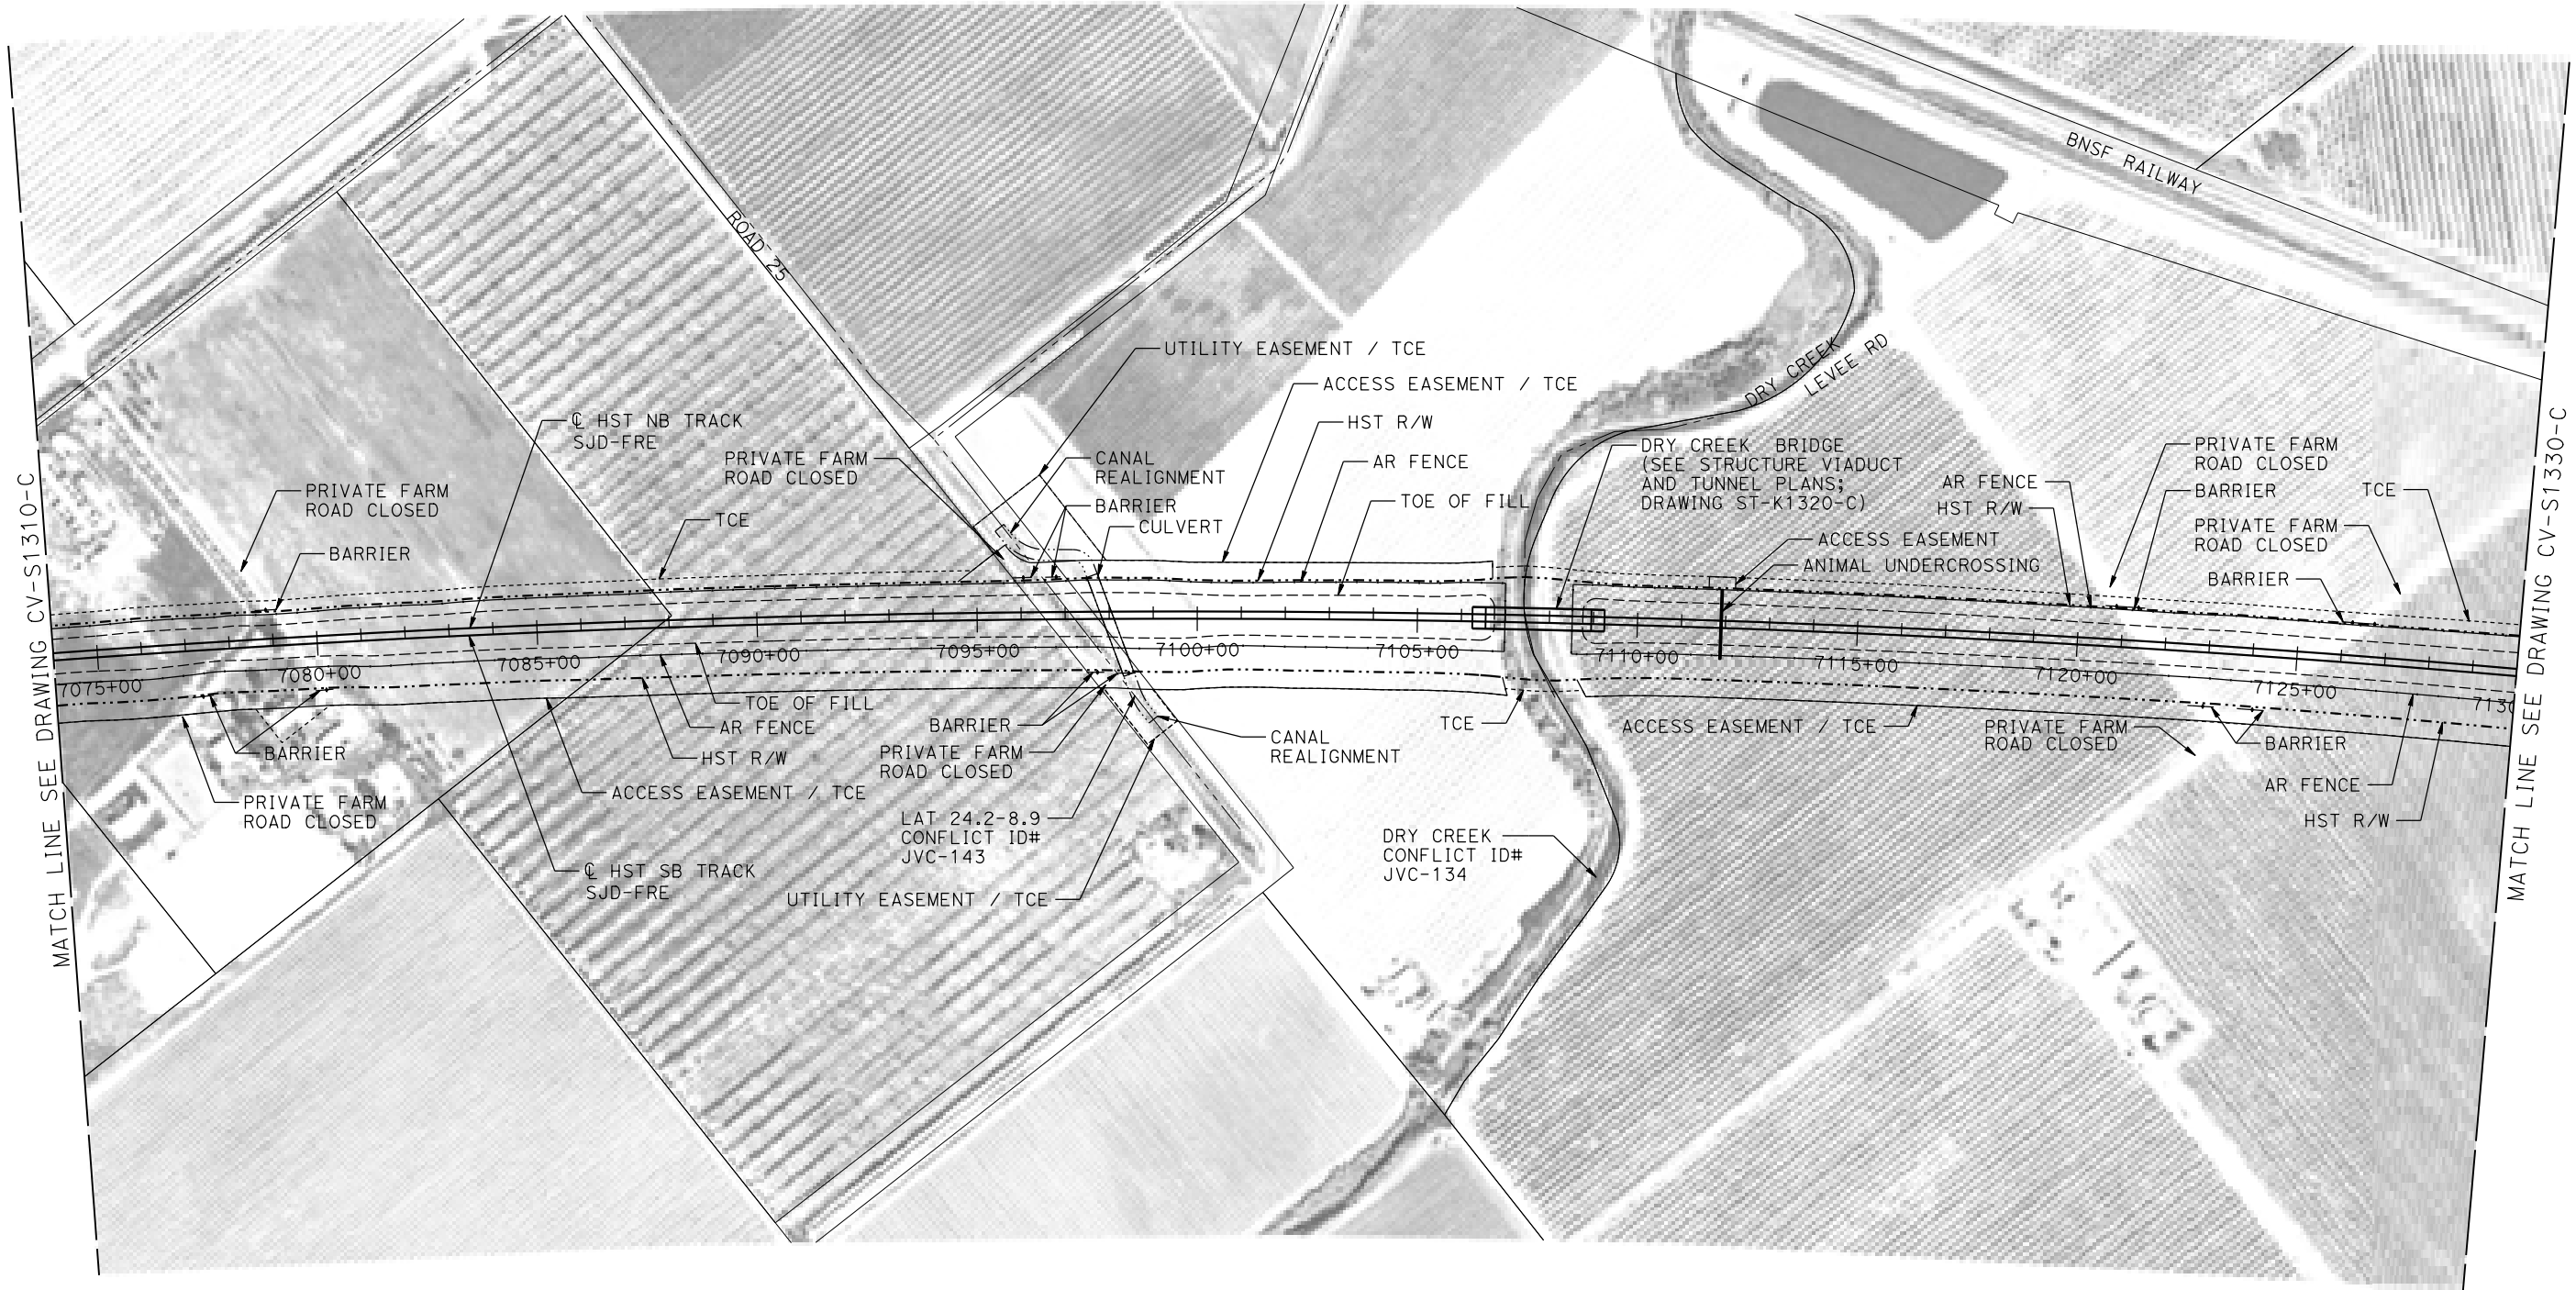 BNSF RAILWAY
ROAD 25
DRY CREEK
LEVEE RD
UTILITY EASEMENT / TCE
ACCESS EASEMENT / TCE
HST R/W
AR FENCE
TOE OF FILL
CANAL
REALIGNMENT
BARRIER
CULVERT
℄ HST NB TRACK
SJD-FRE
PRIVATE FARM
ROAD CLOSED
TCE
PRIVATE FARM
ROAD CLOSED
BARRIER
DRY CREEK BRIDGE
(SEE STRUCTURE VIADUCT
AND TUNNEL PLANS;
DRAWING ST-K1320-C)
AR FENCE
HST R/W
ACCESS EASEMENT
ANIMAL UNDERCROSSING
PRIVATE FARM
ROAD CLOSED
BARRIER
TCE
PRIVATE FARM
ROAD CLOSED
BARRIER
MATCH LINE SEE DRAWING CV-S1310-C
MATCH LINE SEE DRAWING CV-S1330-C
7075+00
7080+00
7085+00
7090+00
7095+00
7100+00
7105+00
7110+00
7115+00
7120+00
7125+00
7130
BARRIER
PRIVATE FARM
ROAD CLOSED
TOE OF FILL
AR FENCE
HST R/W
ACCESS EASEMENT / TCE
℄ HST SB TRACK
SJD-FRE
BARRIER
PRIVATE FARM
ROAD CLOSED
LAT 24.2-8.9
CONFLICT ID#
JVC-143
UTILITY EASEMENT / TCE
CANAL
REALIGNMENT
TCE
DRY CREEK
CONFLICT ID#
JVC-134
ACCESS EASEMENT / TCE
PRIVATE FARM
ROAD CLOSED
BARRIER
AR FENCE
HST R/W